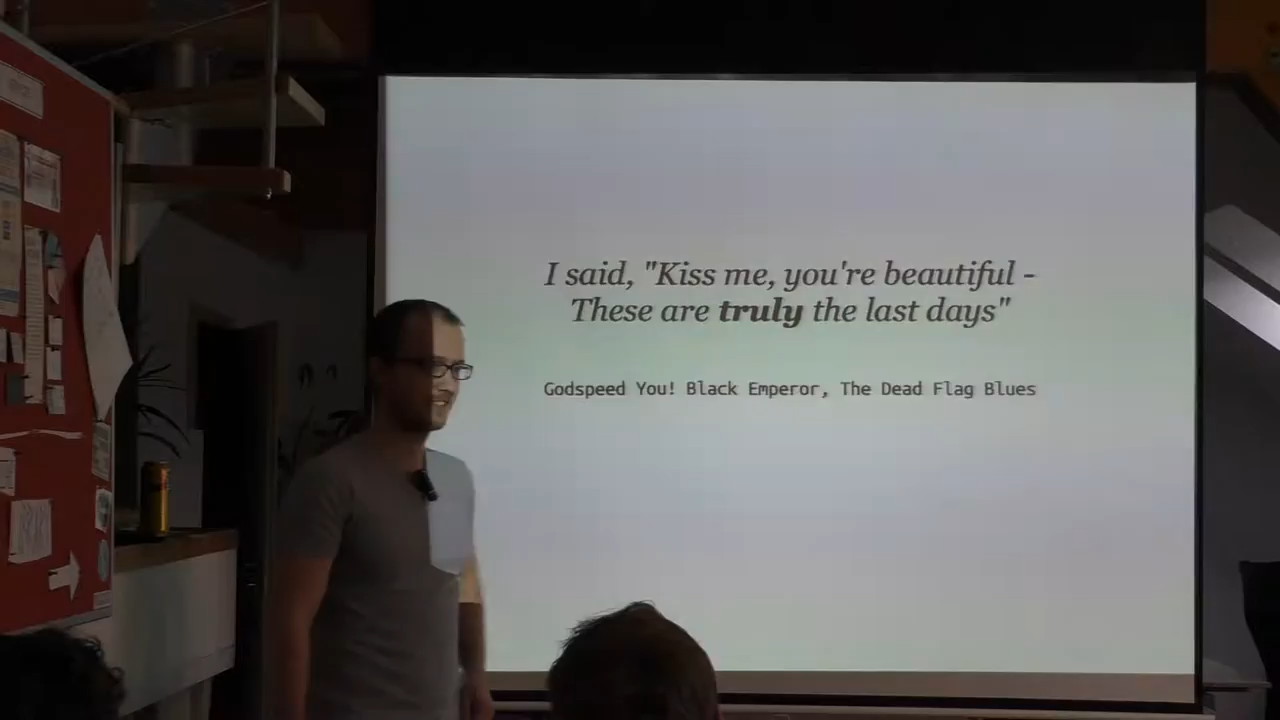 I said, "Kiss me, you're beautiful -
These are truly the last days"
Godspeed You! Black Emperor, The Dead Flag Blues